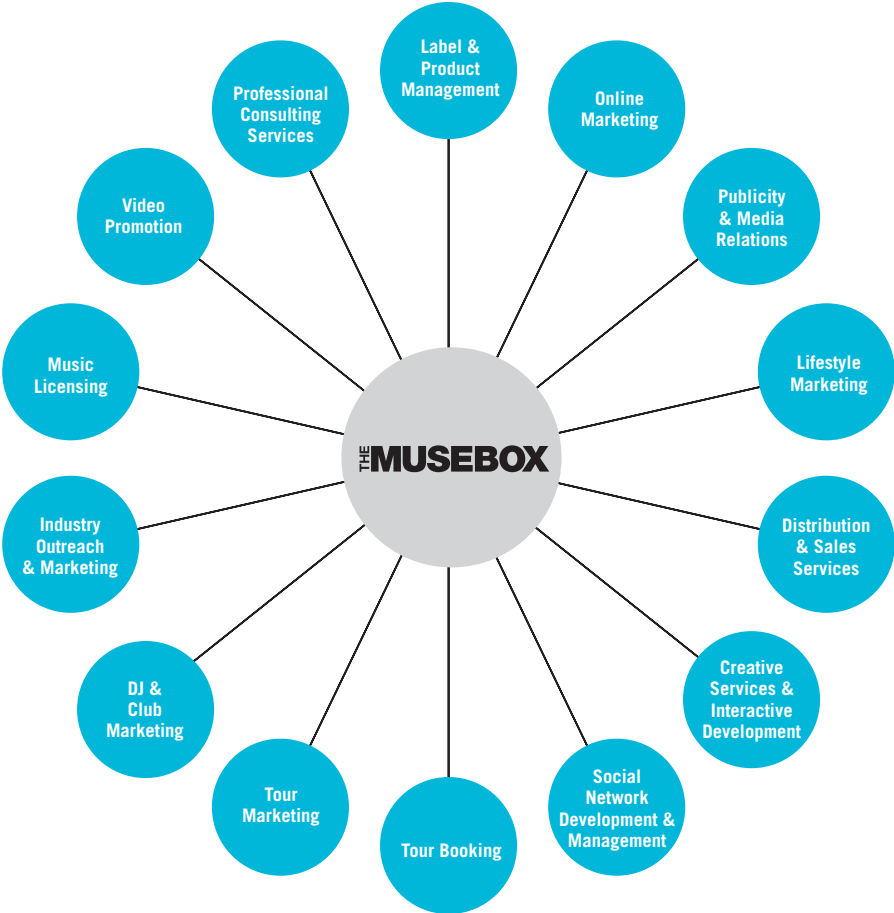 Label &
Product
Management
Online
Marketing
Publicity
& Media
Relations
Lifestyle
Marketing
Distribution
& Sales
Services
Creative
Services &
Interactive
Development
Social
Network
Development &
Management
Tour Booking
Tour
Marketing
DJ &
Club
Marketing
Industry
Outreach
& Marketing
Music
Licensing
Video
Promotion
Professional
Consulting
Services
THE MUSEBOX